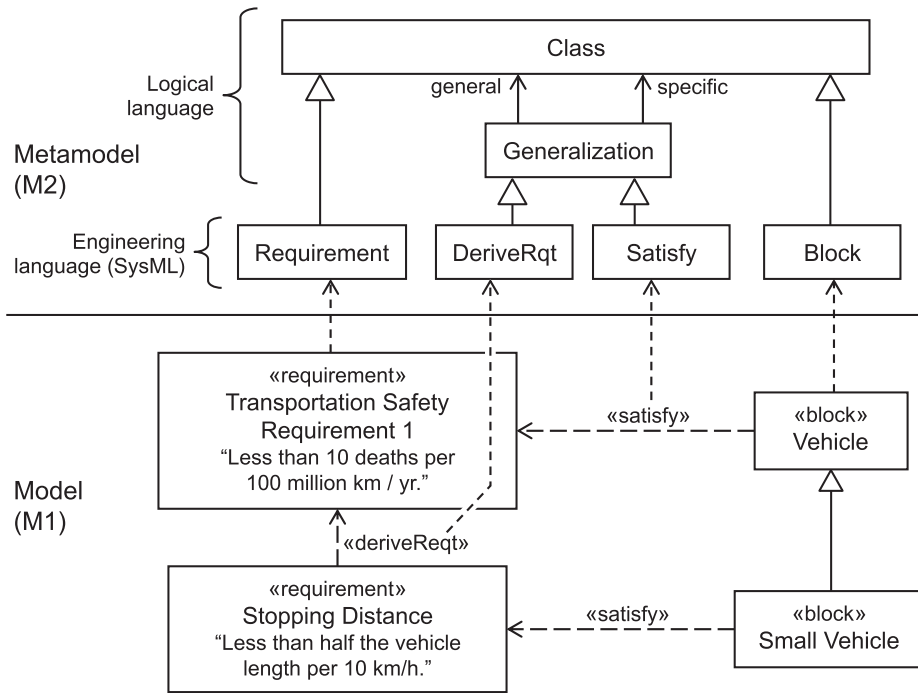 Class
Logical
language
general
specific
Metamodel
(M2)
Generalization
Engineering
language (SysML)
Requirement
DeriveRqt
Satisfy
Block
Model
(M1)
«requirement»
Transportation Safety
Requirement 1
“Less than 10 deaths per
100 million km / yr.”
«satisfy»
«block»
Vehicle
«deriveReqt»
«requirement»
Stopping Distance
“Less than half the vehicle
length per 10 km/h.”
«satisfy»
«block»
Small Vehicle